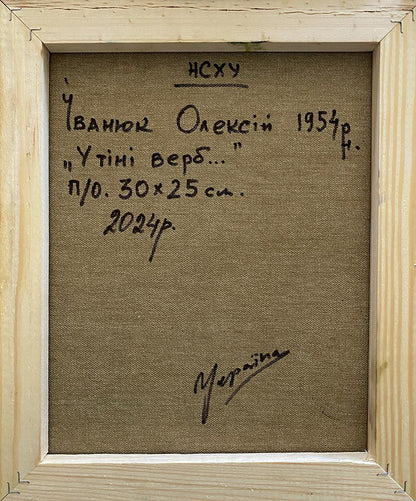 НСХУ
Іванюк Олексій 1954р.н.
„У тіні верб..."
п/о. 30×25 см.
2024р.
Україна